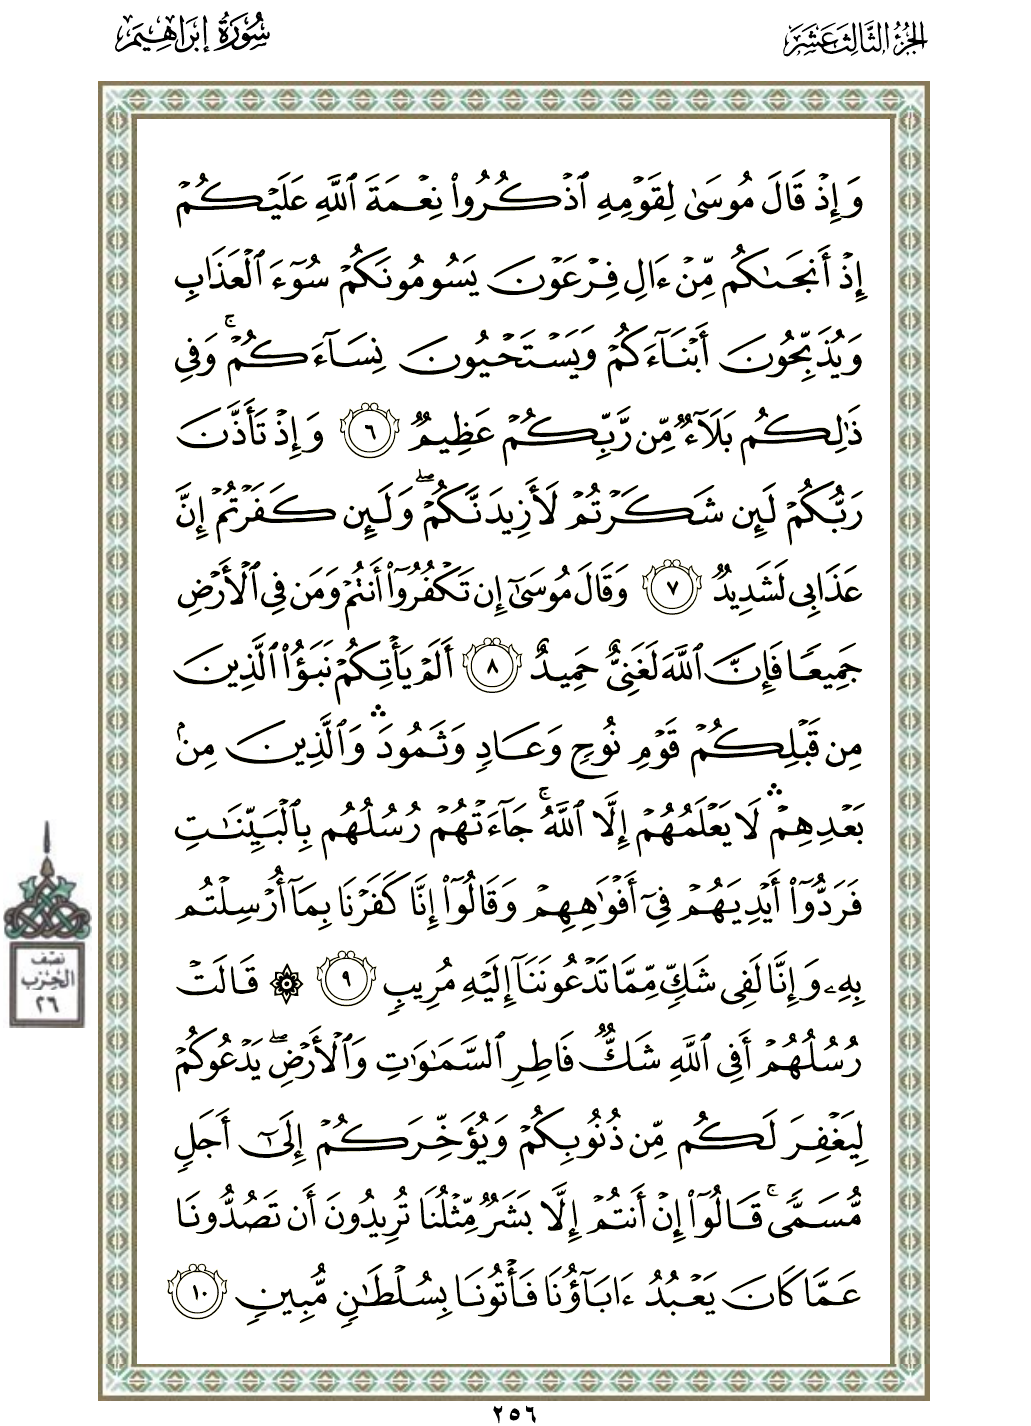 الجزء الثالث عشر
سورة إبراهيم
وَإِذۡ قَالَ مُوسَىٰ لِقَوۡمِهِ ٱذۡكُرُواْ نِعۡمَةَ ٱللَّهِ عَلَيۡكُمۡ
إِذۡ أَنجَىٰكُم مِّنۡ ءَالِ فِرۡعَوۡنَ يَسُومُونَكُمۡ سُوٓءَ ٱلۡعَذَابِ
وَيُذَبِّحُونَ أَبۡنَآءَكُمۡ وَيَسۡتَحۡيُونَ نِسَآءَكُمۡۚ وَفِي
ذَٰلِكُم بَلَآءٞ مِّن رَّبِّكُمۡ عَظِيمٞ ٦ وَإِذۡ تَأَذَّنَ
رَبُّكُمۡ لَئِن شَكَرۡتُمۡ لَأَزِيدَنَّكُمۡۖ وَلَئِن كَفَرۡتُمۡ إِنَّ
عَذَابِي لَشَدِيدٞ ٧ وَقَالَ مُوسَىٰٓ إِن تَكۡفُرُوٓاْ أَنتُمۡ وَمَن فِي ٱلۡأَرۡضِ
جَمِيعٗا فَإِنَّ ٱللَّهَ لَغَنِيٌّ حَمِيدٌ ٨ أَلَمۡ يَأۡتِكُمۡ نَبَؤُاْ ٱلَّذِينَ
مِن قَبۡلِكُمۡ قَوۡمِ نُوحٖ وَعَادٖ وَثَمُودَۛ وَٱلَّذِينَ مِنۢ
بَعۡدِهِمۡۛ لَا يَعۡلَمُهُمۡ إِلَّا ٱللَّهُۚ جَآءَتۡهُمۡ رُسُلُهُم بِٱلۡبَيِّنَٰتِ
فَرَدُّوٓاْ أَيۡدِيَهُمۡ فِيٓ أَفۡوَٰهِهِمۡ وَقَالُوٓاْ إِنَّا كَفَرۡنَا بِمَآ أُرۡسِلۡتُم
بِهِۦ وَإِنَّا لَفِي شَكّٖ مِّمَّا تَدۡعُونَنَآ إِلَيۡهِ مُرِيبٖ ٩ ۞ قَالَتۡ
رُسُلُهُمۡ أَفِي ٱللَّهِ شَكّٞ فَاطِرِ ٱلسَّمَٰوَٰتِ وَٱلۡأَرۡضِۖ يَدۡعُوكُمۡ
لِيَغۡفِرَ لَكُم مِّن ذُنُوبِكُمۡ وَيُؤَخِّرَكُمۡ إِلَىٰٓ أَجَلٖ
مُّسَمّٗىۚ قَالُوٓاْ إِنۡ أَنتُمۡ إِلَّا بَشَرٞ مِّثۡلُنَا تُرِيدُونَ أَن تَصُدُّونَا
عَمَّا كَانَ يَعۡبُدُ ءَابَآؤُنَا فَأۡتُونَا بِسُلۡطَٰنٖ مُّبِينٖ ١٠
نصف
الحزب
٢٦
٢٥٦